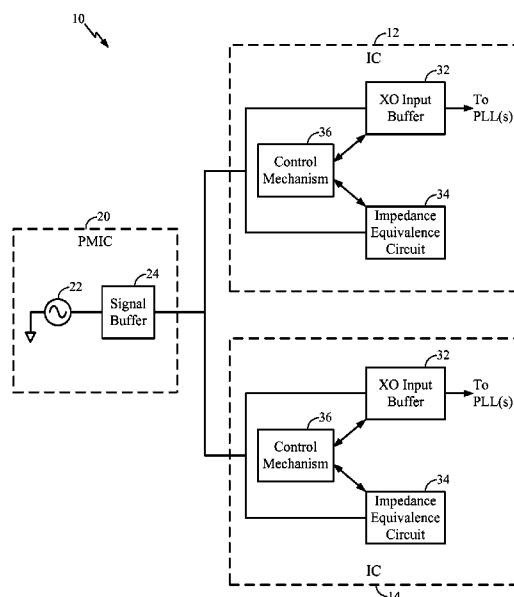 10
12
IC
32
XO Input
Buffer
To
PLL(s)
36
Control
Mechanism
34
Impedance
Equivalence
Circuit
20
PMIC
22
24
Signal
Buffer
32
XO Input
Buffer
To
PLL(s)
36
Control
Mechanism
34
Impedance
Equivalence
Circuit
IC
14